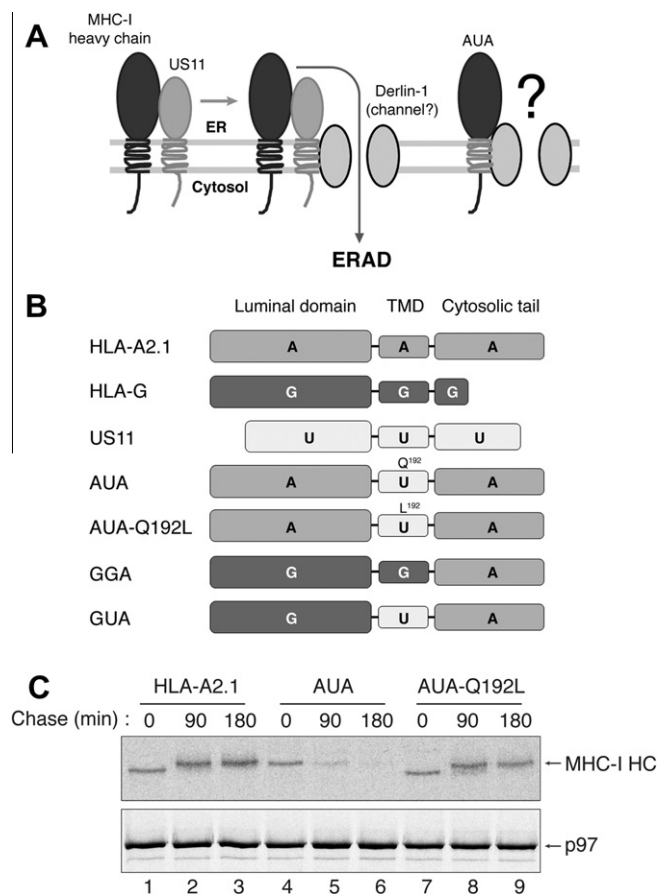 A
MHC-I
heavy chain
US11
ER
Cytosol
Derlin-1
(channel?)
AUA
?
ERAD
B
Luminal domain TMD Cytosolic tail
HLA-A2.1 A A A
HLA-G G G G
US11 U U U
Q192
AUA A U A
L192
AUA-Q192L A U A
GGA G G A
GUA G U A
C
HLA-A2.1 AUA AUA-Q192L
Chase (min) : 0 90 180 0 90 180 0 90 180
MHC-I HC
p97
1 2 3 4 5 6 7 8 9